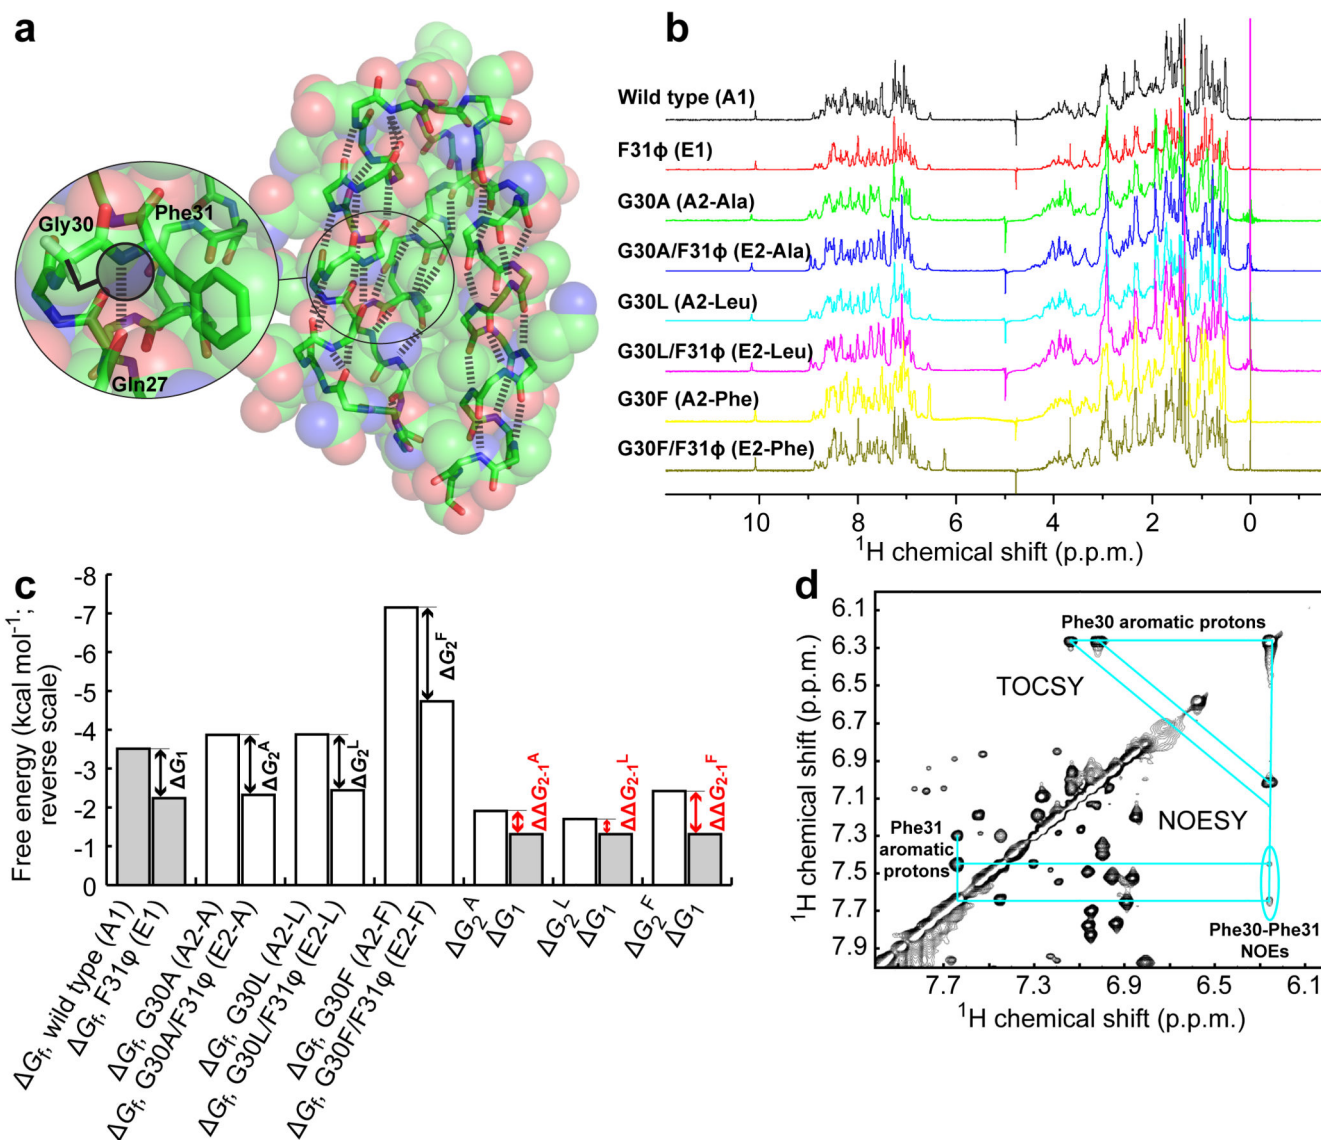 a
Gly30
Phe31
Gln27
b
Wild type (A1)
F31ϕ (E1)
G30A (A2-Ala)
G30A/F31ϕ (E2-Ala)
G30L (A2-Leu)
G30L/F31ϕ (E2-Leu)
G30F (A2-Phe)
G30F/F31ϕ (E2-Phe)
10 8 6 4 2 0
¹H chemical shift (p.p.m.)
c
Free energy (kcal mol⁻¹;
reverse scale)
-8
-7
-6
-5
-4
-3
-2
-1
0
ΔG₁
ΔG₂ᴬ
ΔG₂ᴸ
ΔG₂ᶠ
ΔΔG₂₋₁ᴬ
ΔΔG₂₋₁ᴸ
ΔΔG₂₋₁ᶠ
ΔGf, wild type (A1)
ΔGf, F31φ (E1)
ΔGf, G30A (A2-A)
ΔGf, G30A/F31φ (E2-A)
ΔGf, G30L (A2-L)
ΔGf, G30L/F31φ (E2-L)
ΔGf, G30F (A2-F)
ΔGf, G30F/F31φ (E2-F)
ΔG₂ᴬ
ΔG₁
ΔG₂ᴸ
ΔG₁
ΔG₂ᶠ
ΔG₁
d
¹H chemical shift (p.p.m.)
6.1
6.3
6.5
6.7
7.1
7.3
7.5
7.7
7.9
Phe30 aromatic protons
TOCSY
NOESY
Phe31
aromatic
protons
Phe30-Phe31
NOEs
7.7 7.3 6.9 6.5 6.1
¹H chemical shift (p.p.m.)